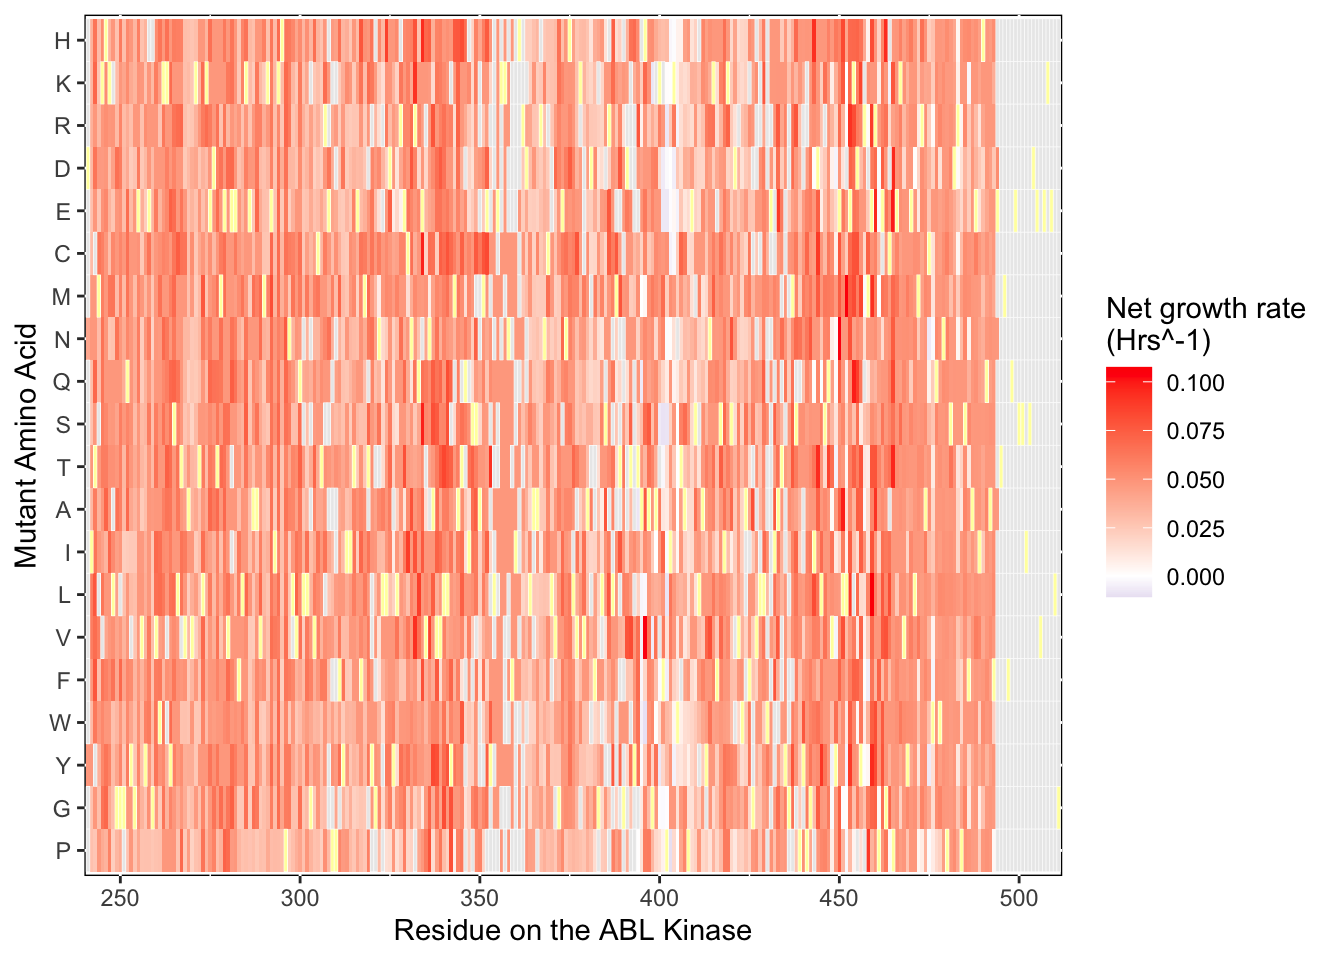 Mutant Amino Acid
H
K
R
D
E
C
M
N
Q
S
T
A
I
L
V
F
W
Y
G
P
250
300
350
400
450
500
Residue on the ABL Kinase
Net growth rate
(Hrs^-1)
0.100
0.075
0.050
0.025
0.000